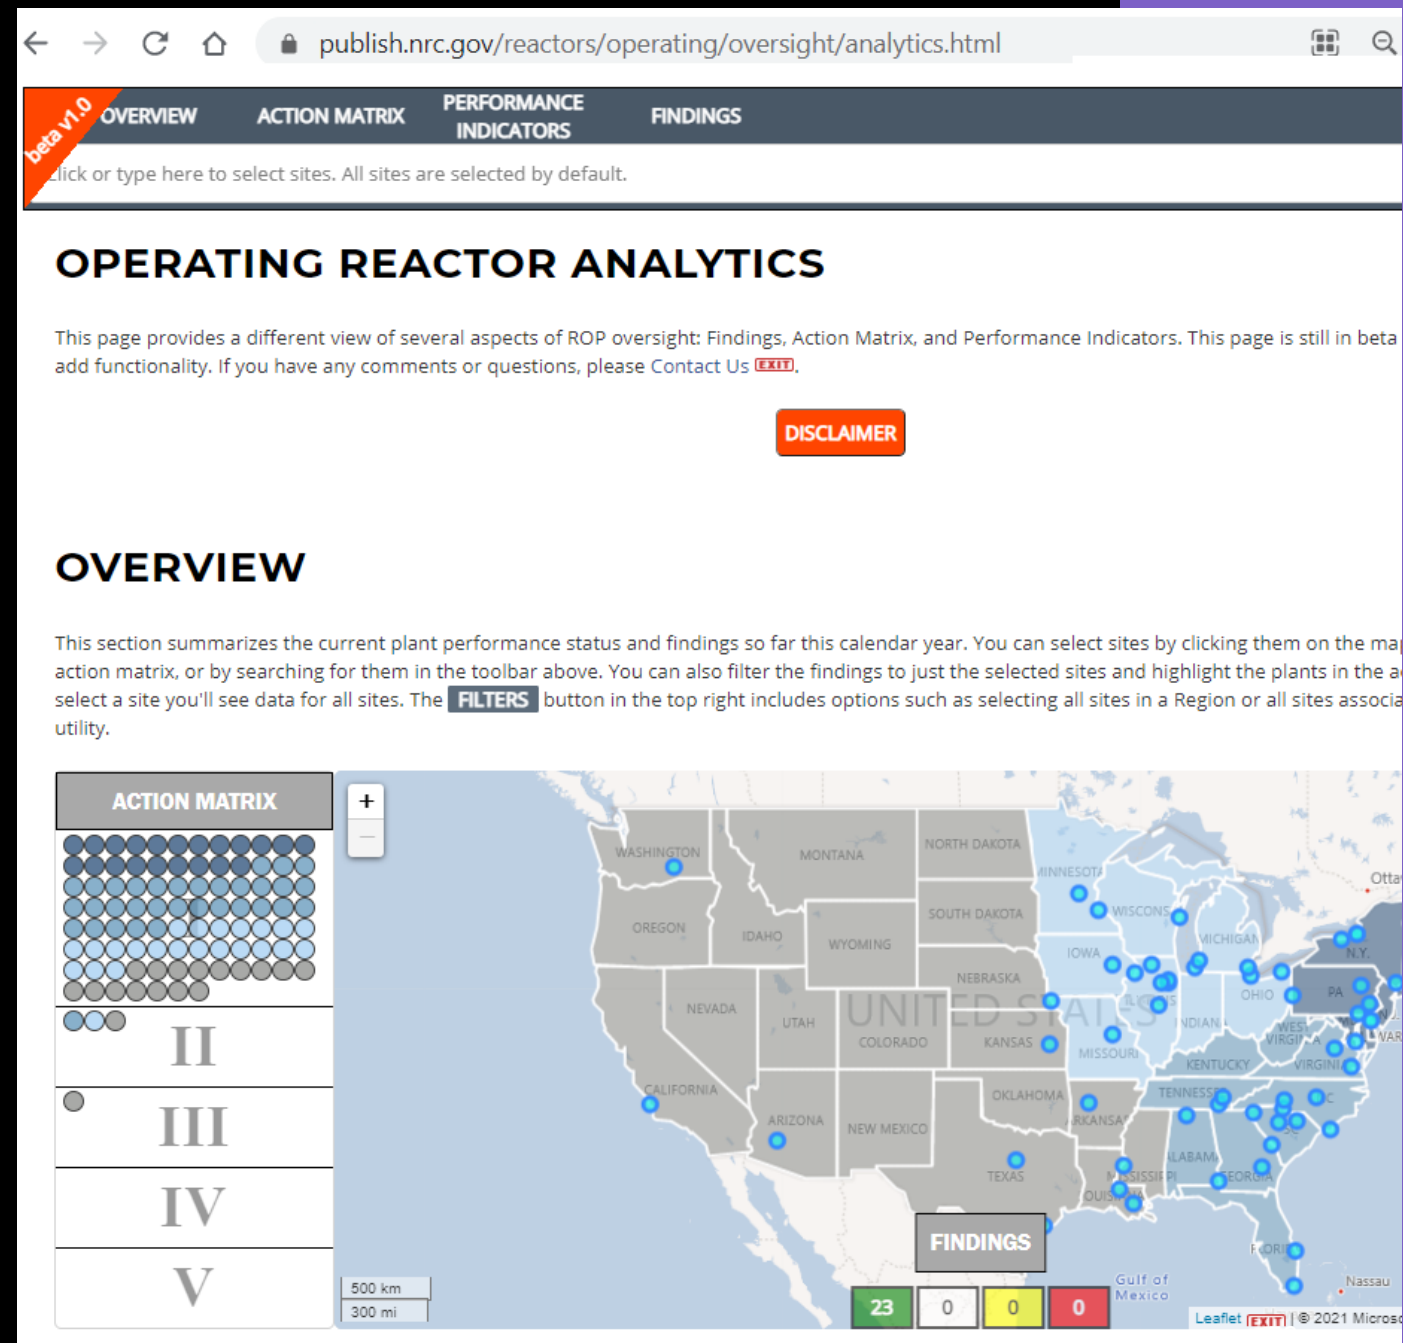 publish.nrc.gov/reactors/operating/oversight/analytics.html
beta v1.0
OVERVIEW
ACTION MATRIX
PERFORMANCE
INDICATORS
FINDINGS
lick or type here to select sites. All sites are selected by default.
OPERATING REACTOR ANALYTICS
This page provides a different view of several aspects of ROP oversight: Findings, Action Matrix, and Performance Indicators. This page is still in beta
add functionality. If you have any comments or questions, please Contact Us EXIT.
DISCLAIMER
OVERVIEW
This section summarizes the current plant performance status and findings so far this calendar year. You can select sites by clicking them on the map
action matrix, or by searching for them in the toolbar above. You can also filter the findings to just the selected sites and highlight the plants in the a
select a site you'll see data for all sites. The FILTERS button in the top right includes options such as selecting all sites in a Region or all sites associa
utility.
ACTION MATRIX
I
II
III
IV
V
+
−
WASHINGTON
MONTANA
NORTH DAKOTA
MINNESOTA
Otta
OREGON
IDAHO
WYOMING
SOUTH DAKOTA
WISCONS
MICHIGAN
N.Y.
IOWA
NEBRASKA
NEVADA
UTAH
UNITED STATES
OHIO
PA
COLORADO
KANSAS
MISSOURI
INDIAN
WEST
VIRGINIA
KENTUCKY
VIRGINI
CALIFORNIA
ARIZONA
NEW MEXICO
OKLAHOMA
ARKANSA
TENNESS
TEXAS
MISSISSIPPI
ALABAM
GEORGIA
LOUIS
FLORI
FINDINGS
23
0
0
0
Gulf of
Mexico
Nassau
500 km
300 mi
Leaflet EXIT | © 2021 Micros